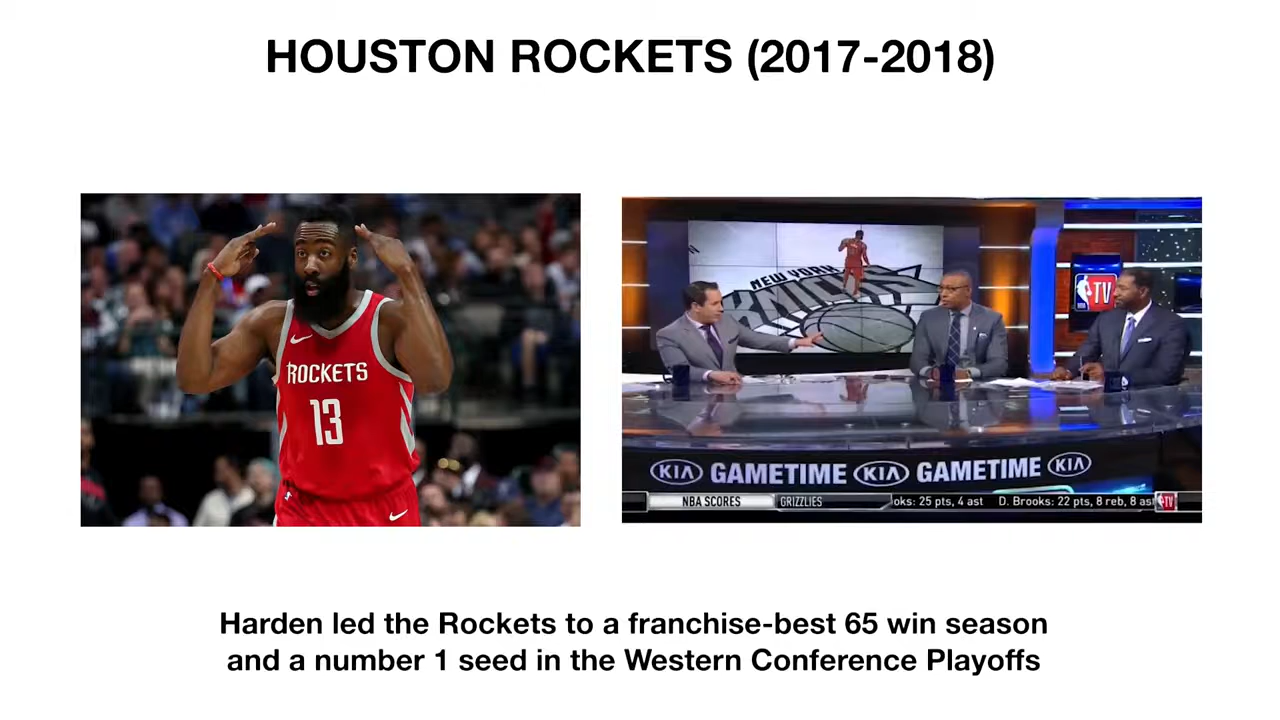 HOUSTON ROCKETS (2017-2018)
ROCKETS
13
NEW YORK
KNICKS
NBA
TV
KIA GAMETIME KIA GAMETIME KIA
NBA SCORES GRIZZLIES oks: 25 pts, 4 ast D. Brooks: 22 pts, 8 reb, 8 as TV
Harden led the Rockets to a franchise-best 65 win season
and a number 1 seed in the Western Conference Playoffs